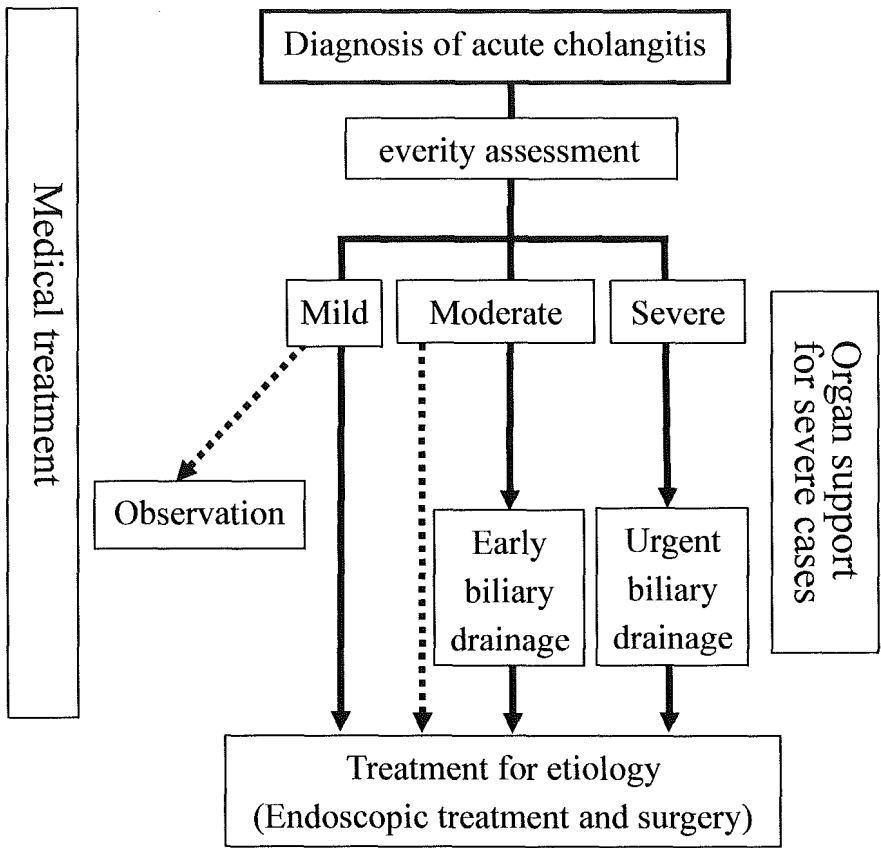 Diagnosis of acute cholangitis
everity assessment
Medical treatment
Mild
Moderate
Severe
Organ support
for severe cases
Observation
Early
biliary
drainage
Urgent
biliary
drainage
Treatment for etiology
(Endoscopic treatment and surgery)